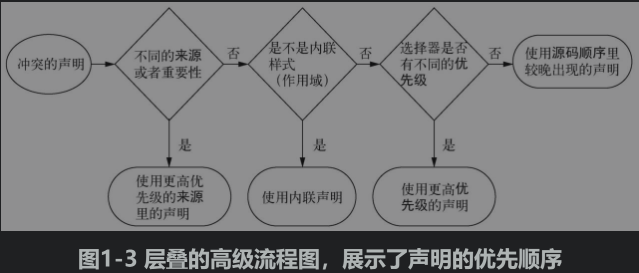 冲突的声明
不同的来源
或者重要性
否
是不是内联
样式
（作用域）
否
选择器是否
有不同的优
先级
否
使用源码顺序里
较晚出现的声明
是
是
是
使用更高优
先级的来源
里的声明
使用内联声明
使用更高优
先级的声明
图1-3 层叠的高级流程图，展示了声明的优先顺序